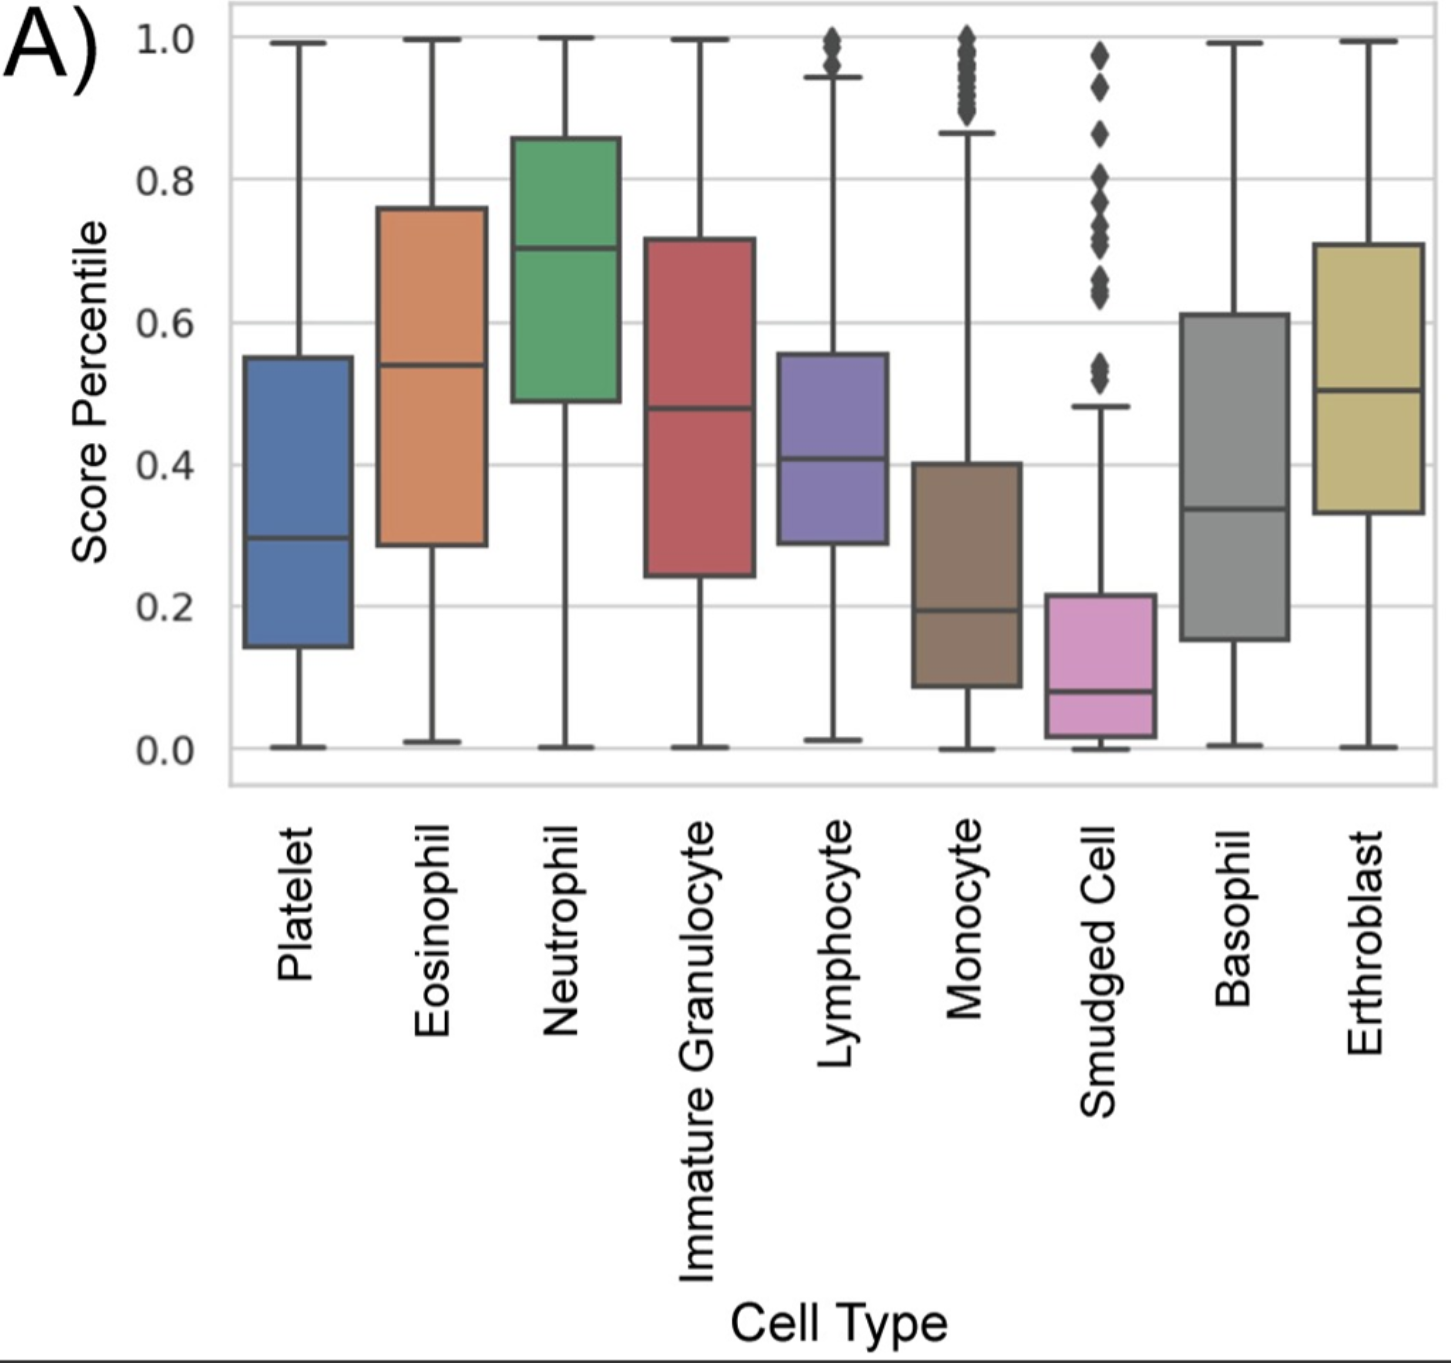 A)
1.0
0.8
0.6
0.4
0.2
0.0
Score Percentile
Platelet
Eosinophil
Neutrophil
Immature Granulocyte
Lymphocyte
Monocyte
Smudged Cell
Basophil
Erthroblast
Cell Type